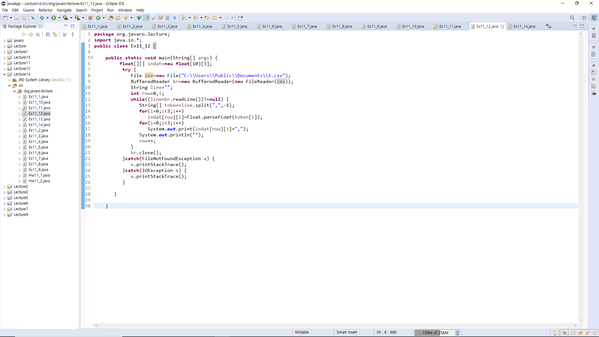 javaApp - Lecture14/src/org/javaro/lecture/Ex11_12.java - Eclipse IDE
File Edit Source Refactor Navigate Search Project Run Window Help
Package Explorer
javaro
Lecture
Lecture1
Lecture10
Lecture11
Lecture12
Lecture14
JRE System Library
src
org.javaro.lecture
Ex11_1.java
Ex11_10.java
Ex11_11.java
Ex11_12.java
Ex11_13.java
Ex11_14.java
Ex11_2.java
Ex11_3.java
Ex11_4.java
Ex11_5.java
Ex11_6.java
Ex11_7.java
Ex11_8.java
Ex11_9.java
HW11_1.java
HW11_2.java
Lecture2
Lecture3
Lecture4
Lecture5
Lecture6
Lecture7
Lecture8
Ex11_1.java Ex11_2.java Ex11_3.java Ex11_4.java Ex11_5.java Ex11_6.java Ex11_7.java Ex11_8.java Ex11_9.java Ex11_10.java Ex11_11.java Ex11_12.java Ex11_14.java
1 package org.javaro.lecture;
2 import java.io.*;
3 public class Ex11_12 {
4
5 public static void main(String[] args) {
6 float[][] indat=new float[10][3];
7 try {
8 File csv=new File("C:\\Users\\Public\\Documents\\1.csv");
9 BufferedReader br=new BufferedReader(new FileReader(csv));
10 String line="";
11 int row=0,i;
12 while((line=br.readLine())!=null) {
13 String[] token=line.split(",",-1);
14 for(i=0;i<3;i++)
15 indat[row][i]=Float.parseFloat(token[i]);
16 for(i=0;i<3;i++)
17 System.out.print(indat[row][i]+",");
18 System.out.println("");
19 row++;
20 }
21 br.close();
22 }catch(FileNotFoundException e) {
23 e.printStackTrace();
24 }catch(IOException e) {
25 e.printStackTrace();
26 }
27
28 }
29
30 }
Writable Smart Insert 30 : 6 : 686